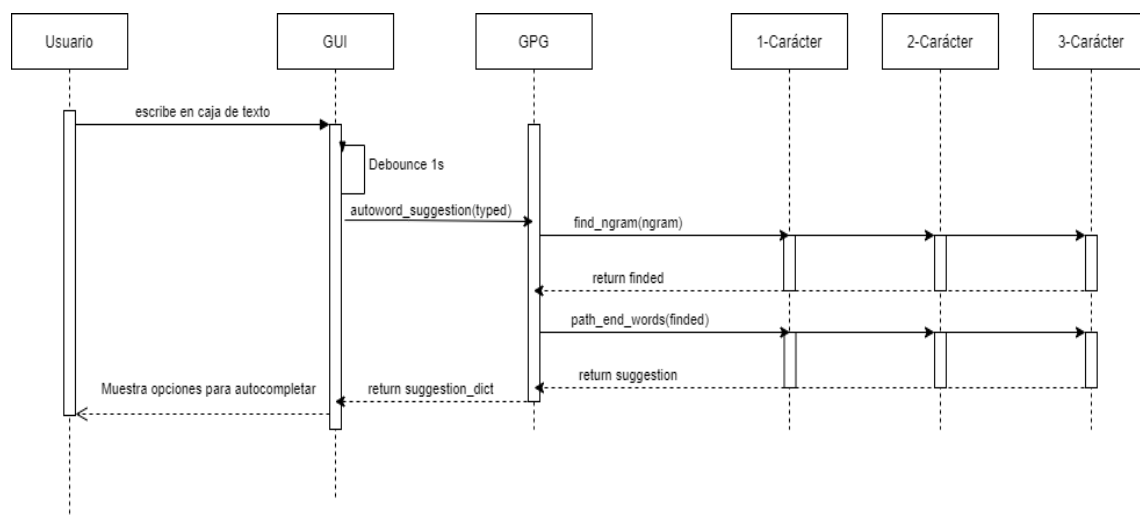 Usuario
GUI
GPG
1-Carácter
2-Carácter
3-Carácter
escribe en caja de texto
Debounce 1s
autoword_suggestion(typed)
find_ngram(ngram)
return finded
path_end_words(finded)
return suggestion
return suggestion_dict
Muestra opciones para autocompletar